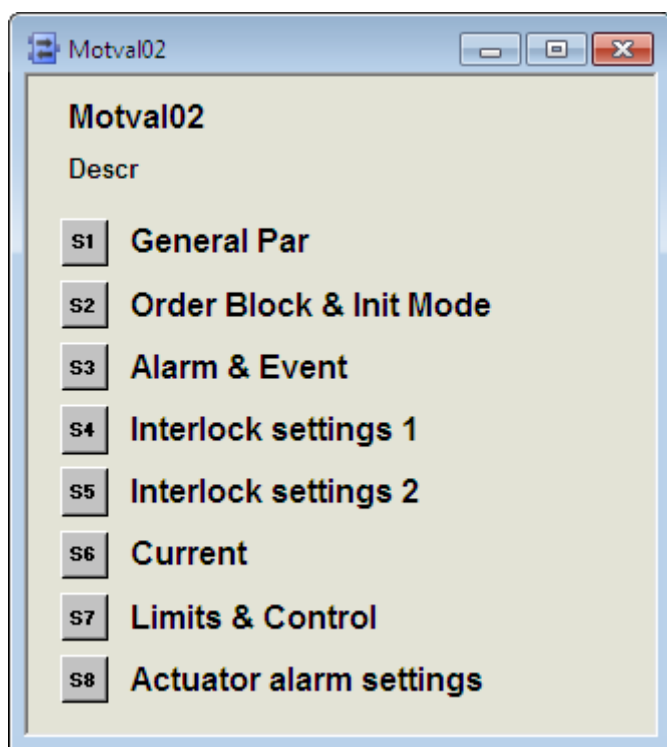 Motval02
Motval02
Descr
S1 General Par
S2 Order Block & Init Mode
S3 Alarm & Event
S4 Interlock settings 1
S5 Interlock settings 2
S6 Current
S7 Limits & Control
S8 Actuator alarm settings